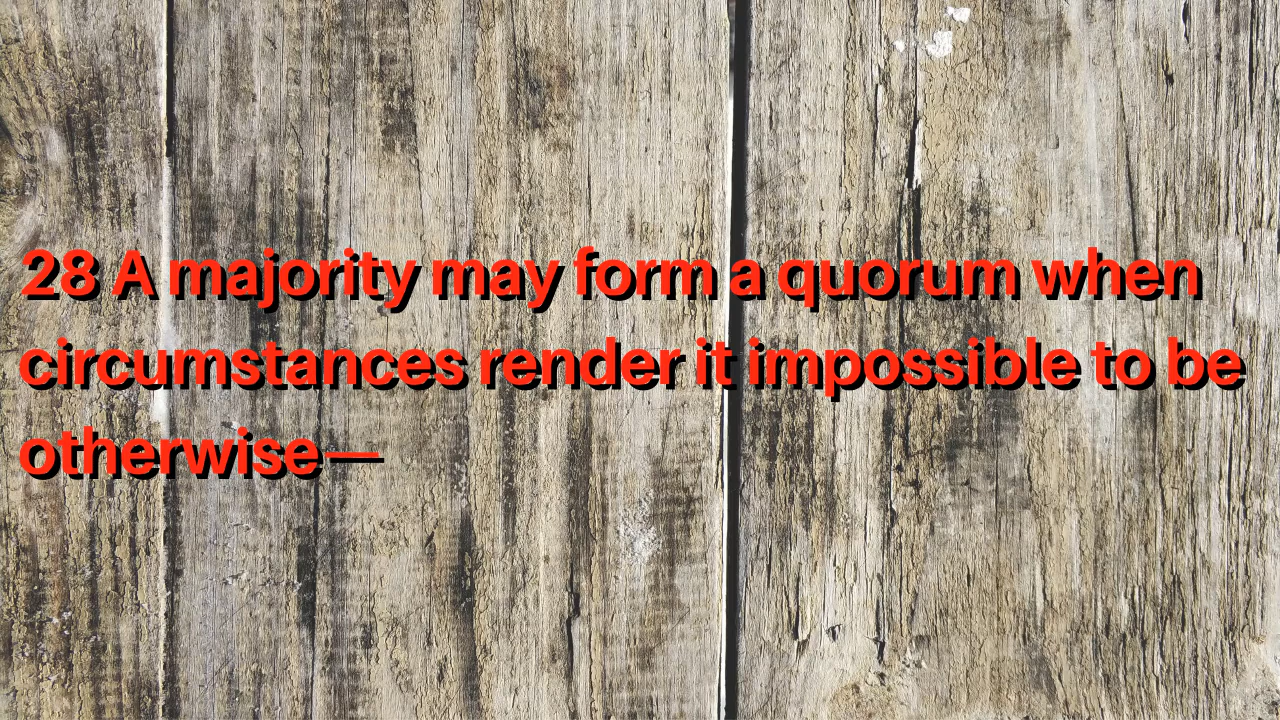 28 A majority may form a quorum when
circumstances render it impossible to be
otherwise—